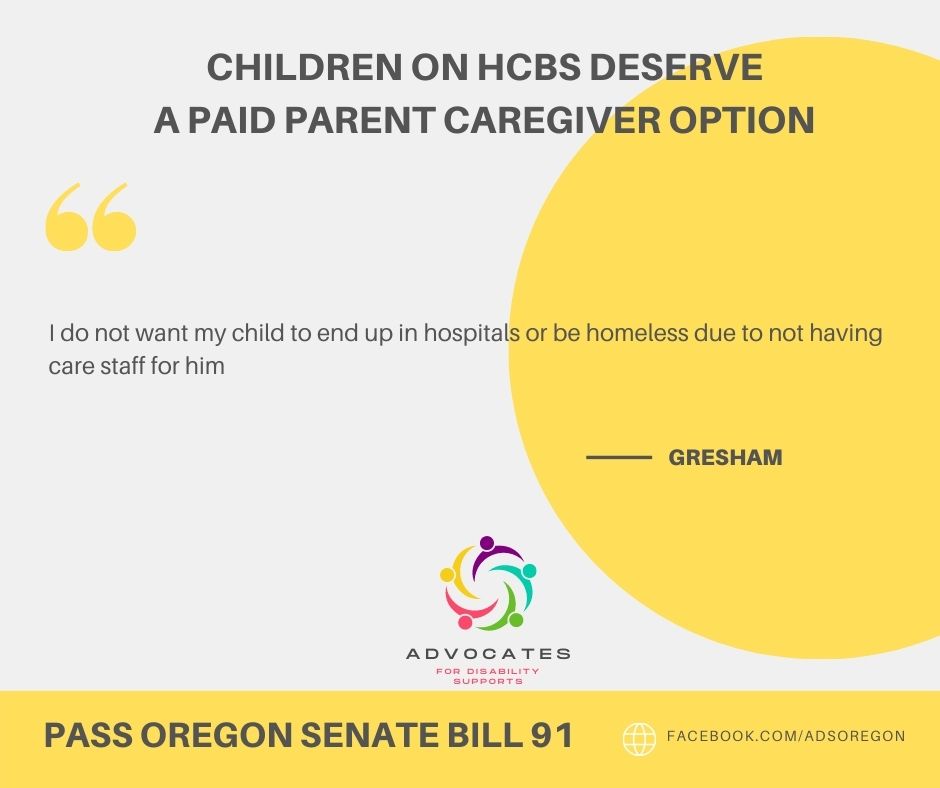 CHILDREN ON HCBS DESERVE
A PAID PARENT CAREGIVER OPTION
“
I do not want my child to end up in hospitals or be homeless due to not having
care staff for him
— GRESHAM
ADVOCATES
FOR DISABILITY
SUPPORTS
PASS OREGON SENATE BILL 91
FACEBOOK.COM/ADSOREGON